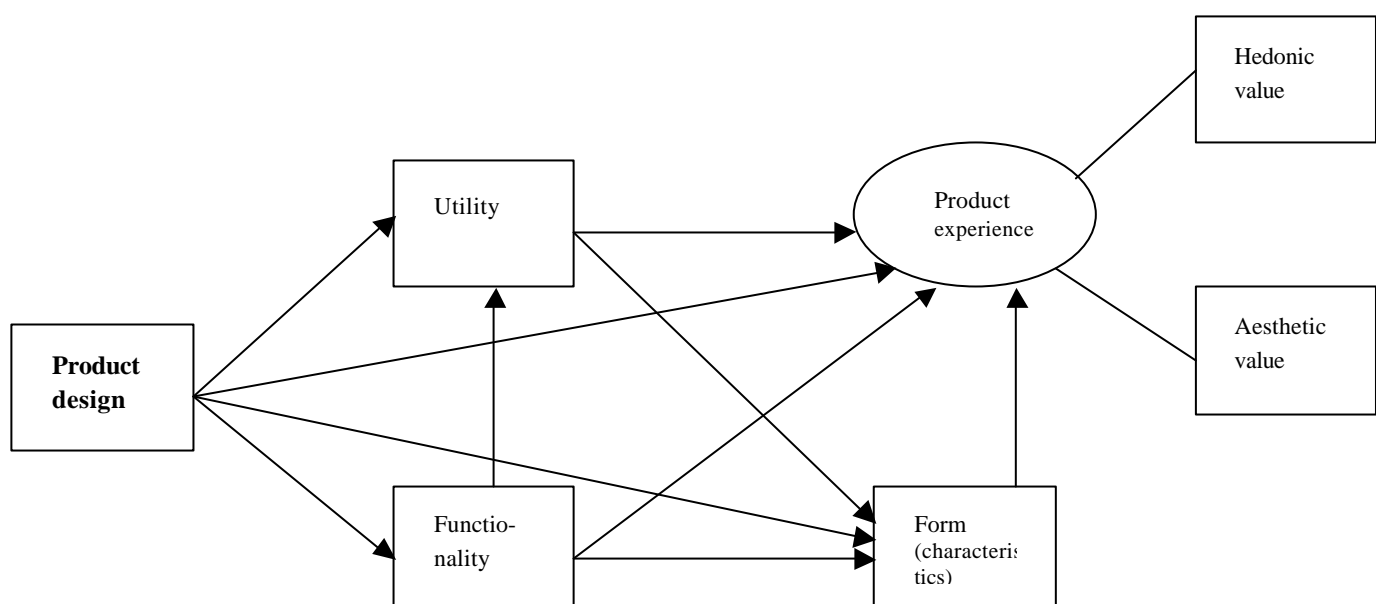 Hedonic
value
Utility
Product
experience
Aesthetic
value
Product
design
Functio-
nality
Form
(characteris
tics)